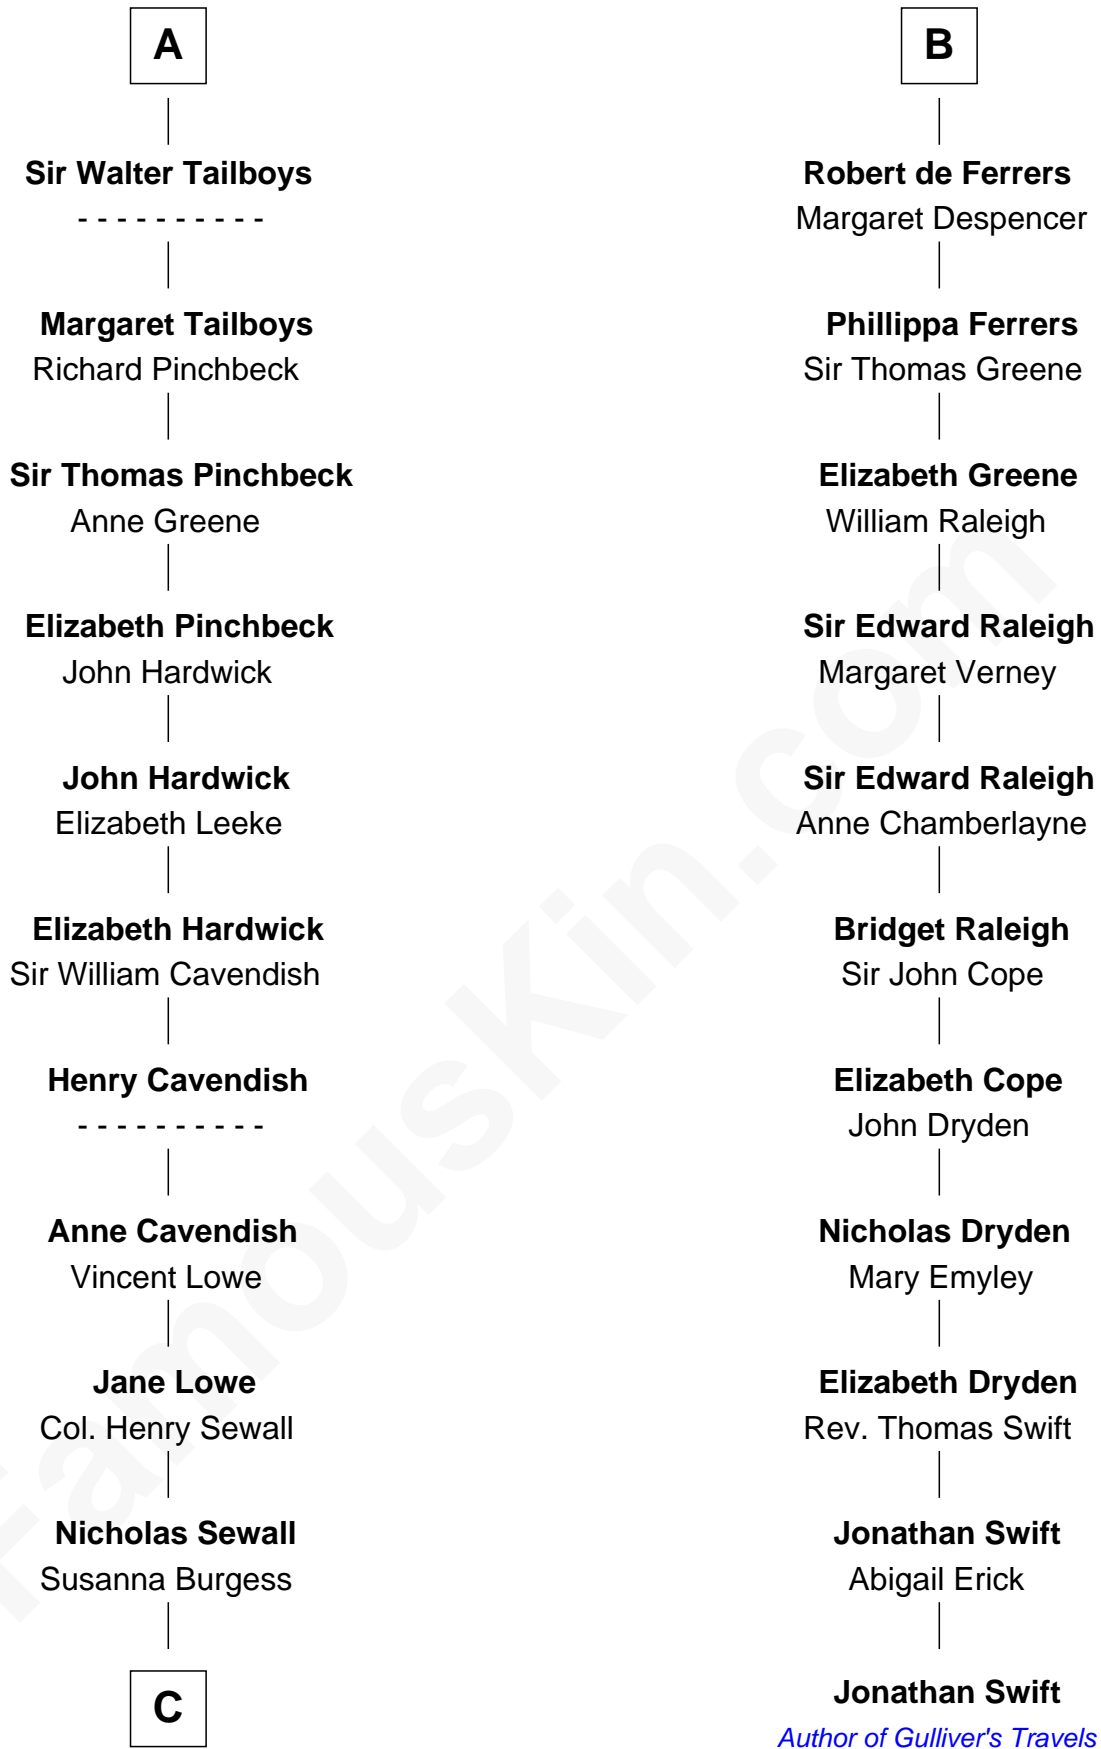 A
Sir Walter Tailboys
- - - - - - - - - -
Margaret Tailboys
Richard Pinchbeck
Sir Thomas Pinchbeck
Anne Greene
Elizabeth Pinchbeck
John Hardwick
John Hardwick
Elizabeth Leeke
Elizabeth Hardwick
Sir William Cavendish
Henry Cavendish
- - - - - - - - - -
Anne Cavendish
Vincent Lowe
Jane Lowe
Col. Henry Sewall
Nicholas Sewall
Susanna Burgess
C
B
Robert de Ferrers
Margaret Despencer
Phillippa Ferrers
Sir Thomas Greene
Elizabeth Greene
William Raleigh
Sir Edward Raleigh
Margaret Verney
Sir Edward Raleigh
Anne Chamberlayne
Bridget Raleigh
Sir John Cope
Elizabeth Cope
John Dryden
Nicholas Dryden
Mary Emyley
Elizabeth Dryden
Rev. Thomas Swift
Jonathan Swift
Abigail Erick
Jonathan Swift
Author of Gulliver's Travels
FamousKin.com